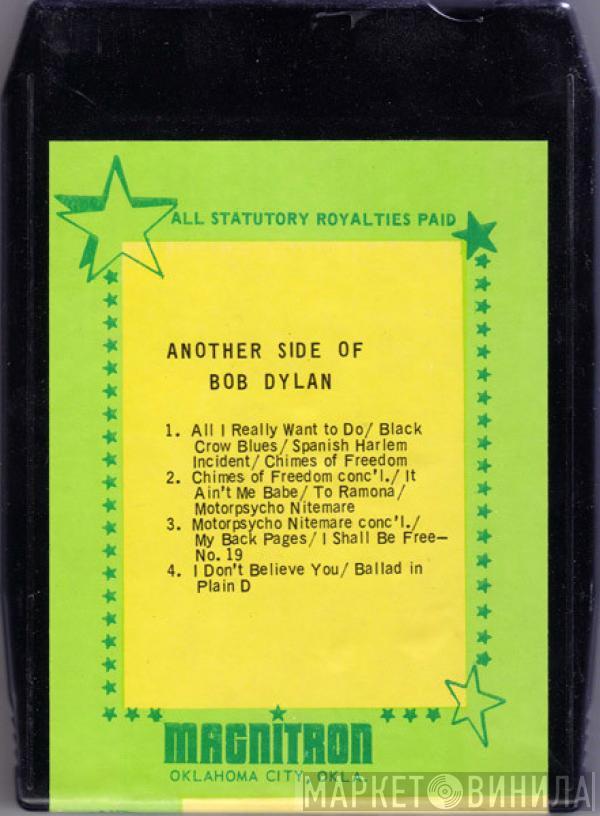 ALL STATUTORY ROYALTIES PAID
ANOTHER SIDE OF
BOB DYLAN
1. All I Really Want to Do/ Black
Crow Blues/ Spanish Harlem
Incident/ Chimes of Freedom
2. Chimes of Freedom conc'l./ It
Ain't Me Babe/ To Ramona/
Motorpsycho Nitemare
3. Motorpsycho Nitemare conc'l./
My Back Pages/ I Shall Be Free—
No. 19
4. I Don't Believe You/ Ballad in
Plain D
MAGNITRON
OKLAHOMA CITY, OKLA.
МАРКЕТ ВИНИЛА